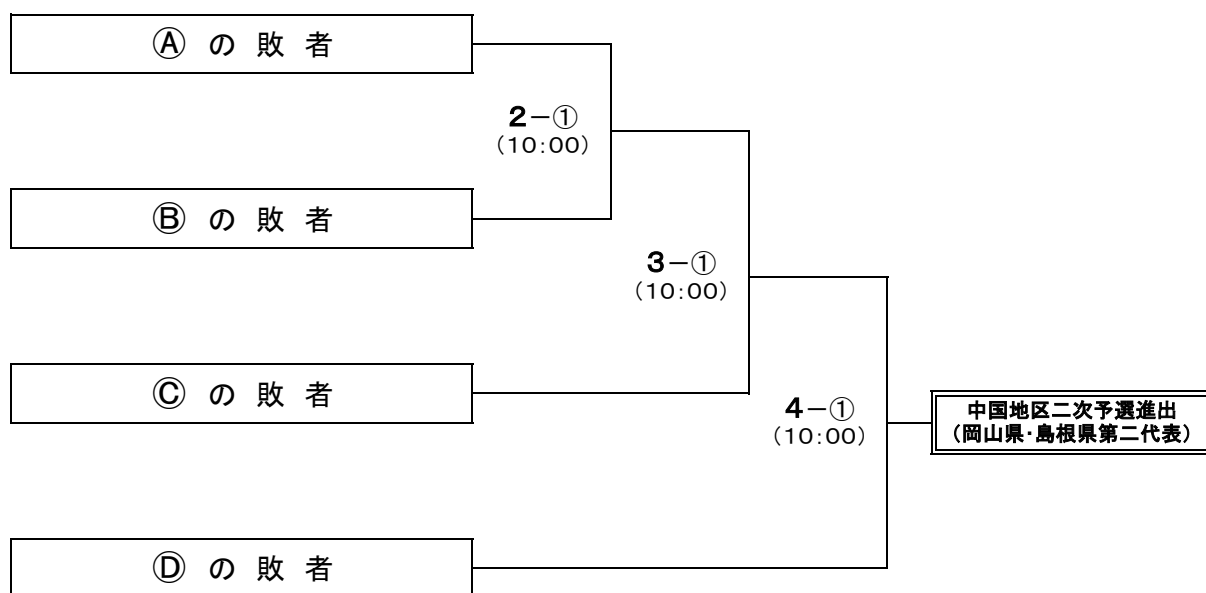 Ⓐ の 敗 者
2－①
(10:00)
Ⓑ の 敗 者
3－①
(10:00)
Ⓒ の 敗 者
4－①
(10:00)
中国地区二次予選進出
(岡山県･島根県第二代表)
Ⓓ の 敗 者